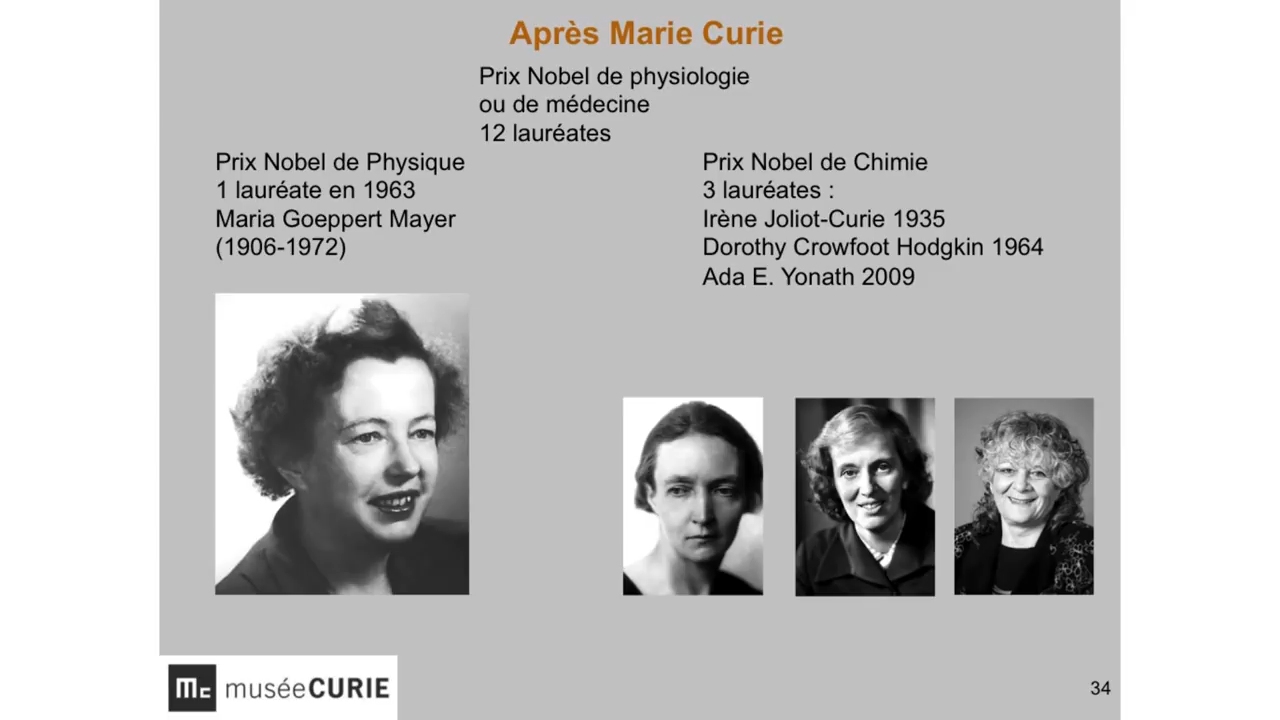 Après Marie Curie
Prix Nobel de physiologie
ou de médecine
12 lauréates
Prix Nobel de Physique
1 lauréate en 1963
Maria Goeppert Mayer
(1906-1972)
Prix Nobel de Chimie
3 lauréates :
Irène Joliot-Curie 1935
Dorothy Crowfoot Hodgkin 1964
Ada E. Yonath 2009
Mc muséeCURIE
34